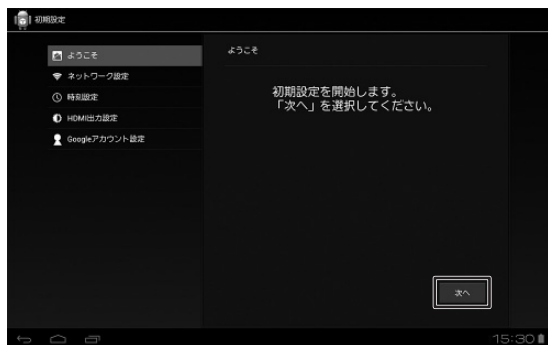 初期設定
ようこそ
ネットワーク設定
時刻設定
HDMI出力設定
Googleアカウント設定
ようこそ
初期設定を開始します。
「次へ」を選択してください。
次へ
15:30